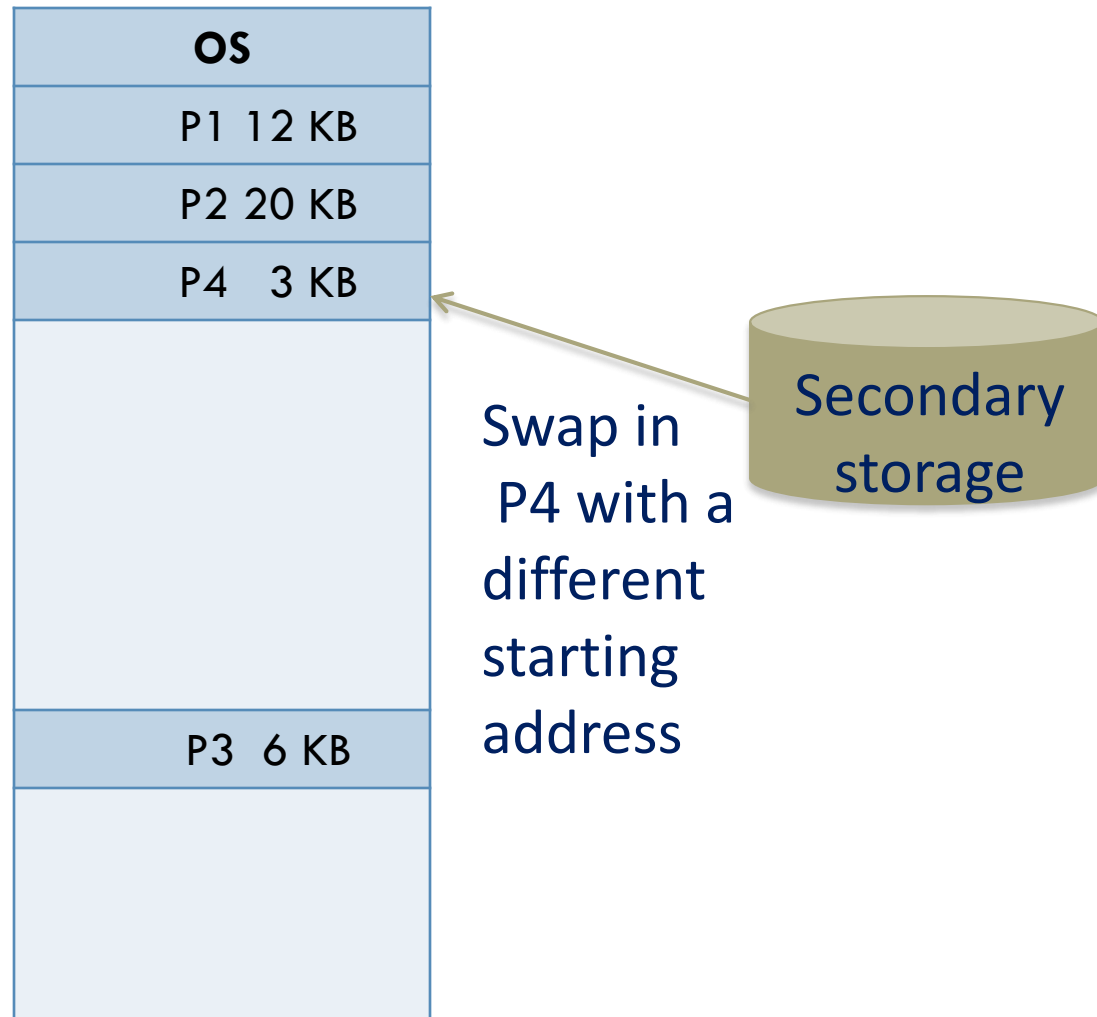 OS
P1 12 KB
P2 20 KB
P4 3 KB
Secondary
storage
Swap in
P4 with a
different
starting
address
P3 6 KB